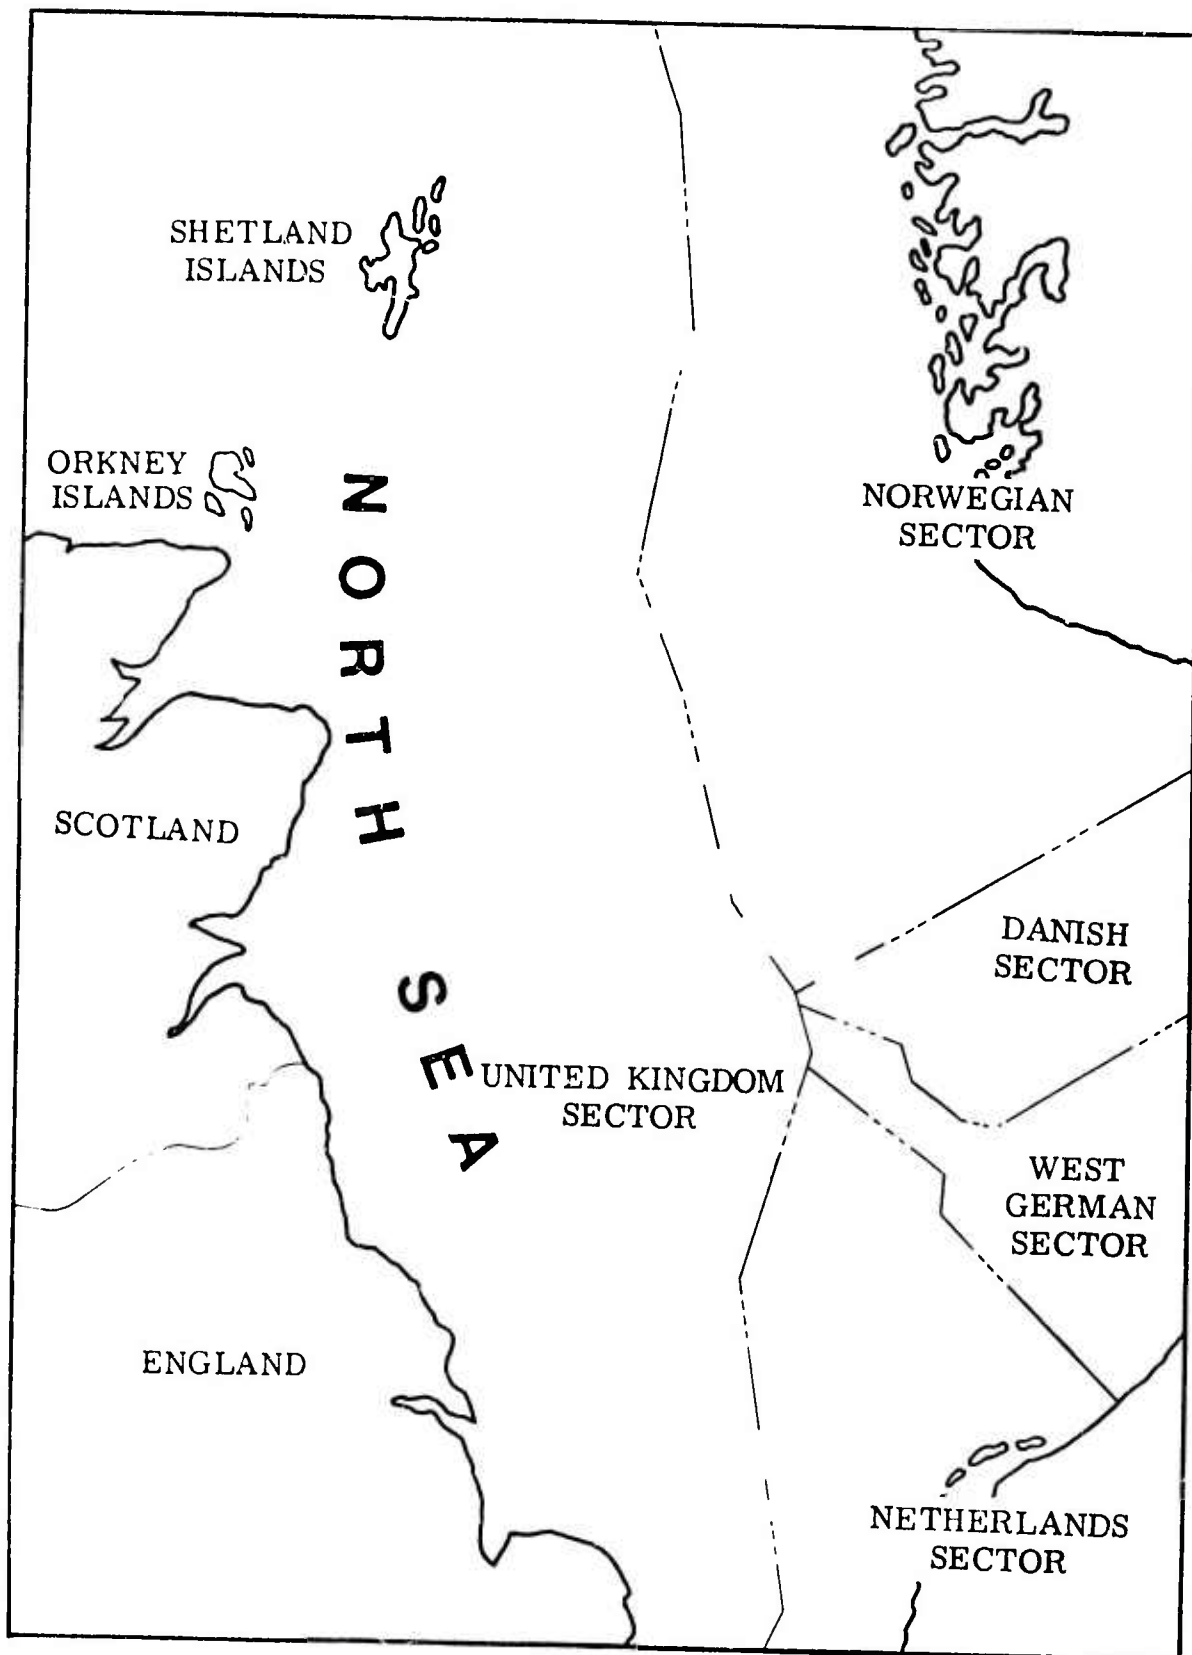 SHETLAND
ISLANDS
ORKNEY
ISLANDS
NORTH SEA
NORWEGIAN
SECTOR
SCOTLAND
DANISH
SECTOR
UNITED KINGDOM
SECTOR
WEST
GERMAN
SECTOR
ENGLAND
NETHERLANDS
SECTOR